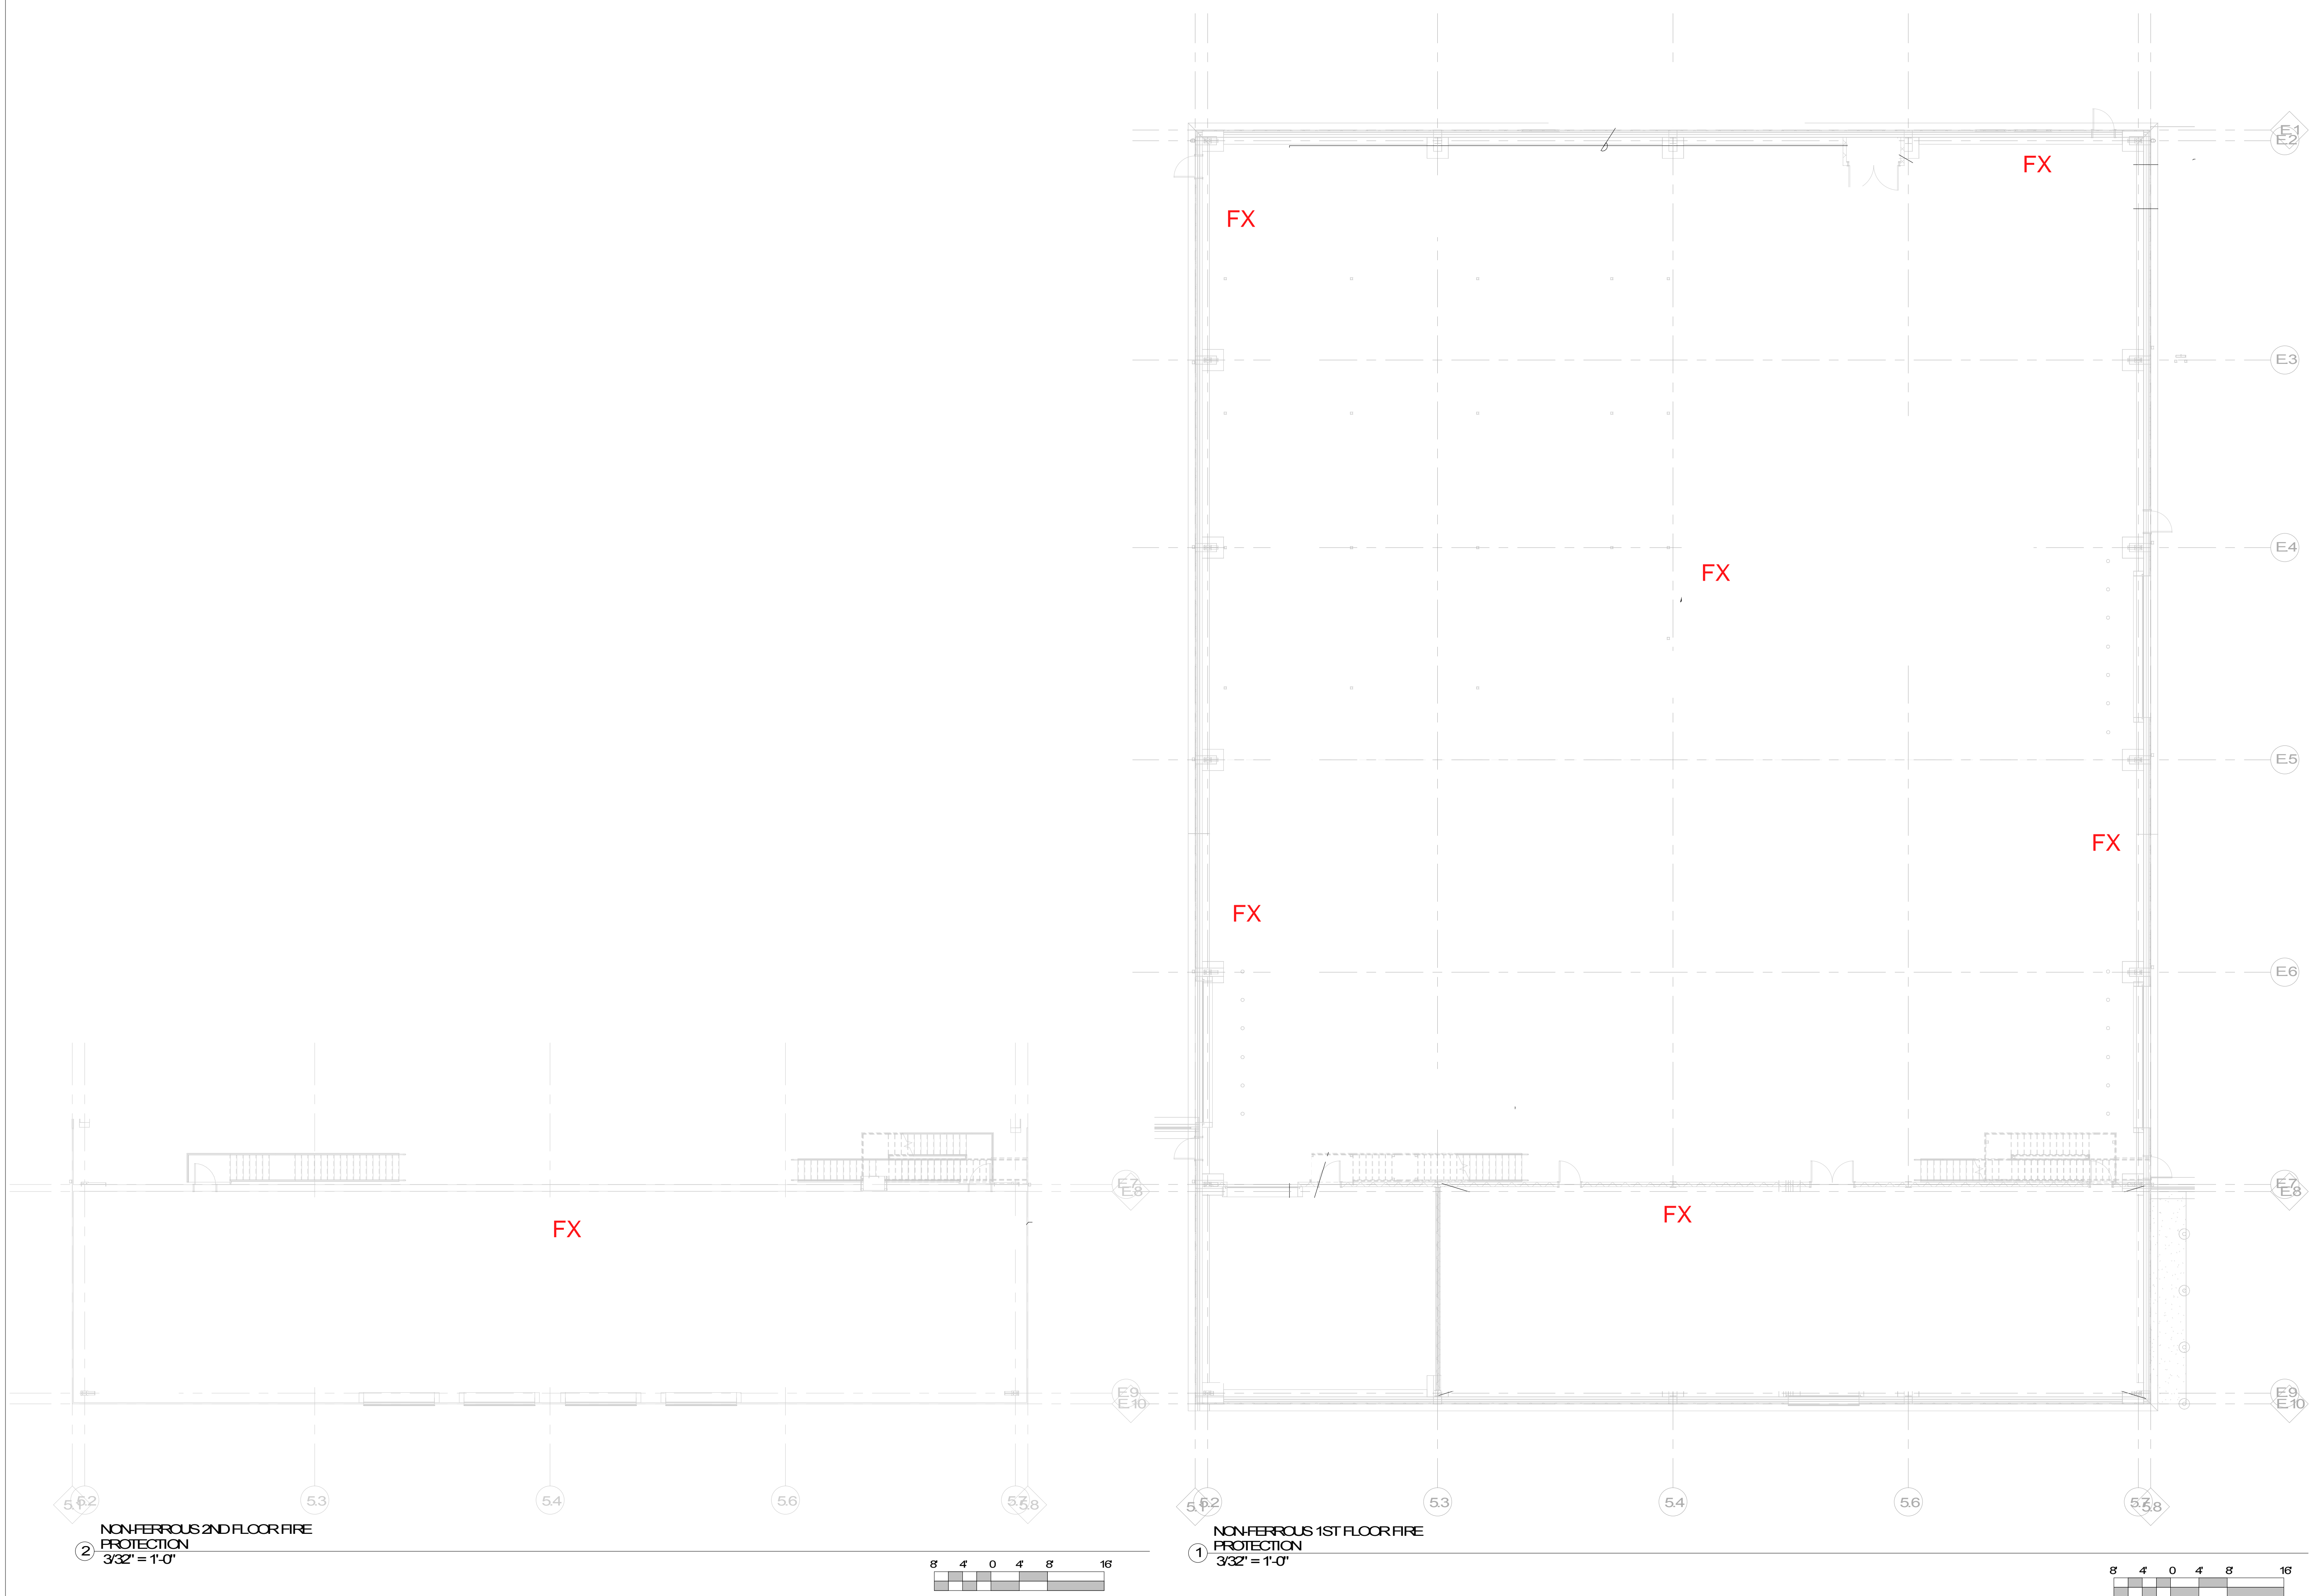 E1
E2
FX
FX
E3
E4
FX
E5
FX
FX
E6
E7
E8
E7
E8
FX
FX
E9
E10
E9
E10
5.1
5.2
5.3
5.4
5.6
5.7
5.8
5.1
5.2
5.3
5.4
5.6
5.7
5.8
2
NON-FERROUS 2ND FLOOR FIRE
PROTECTION
3/32" = 1'-0"
8' 4' 0 4' 8' 16'
1
NON-FERROUS 1ST FLOOR FIRE
PROTECTION
3/32" = 1'-0"
8' 4' 0 4' 8' 16'